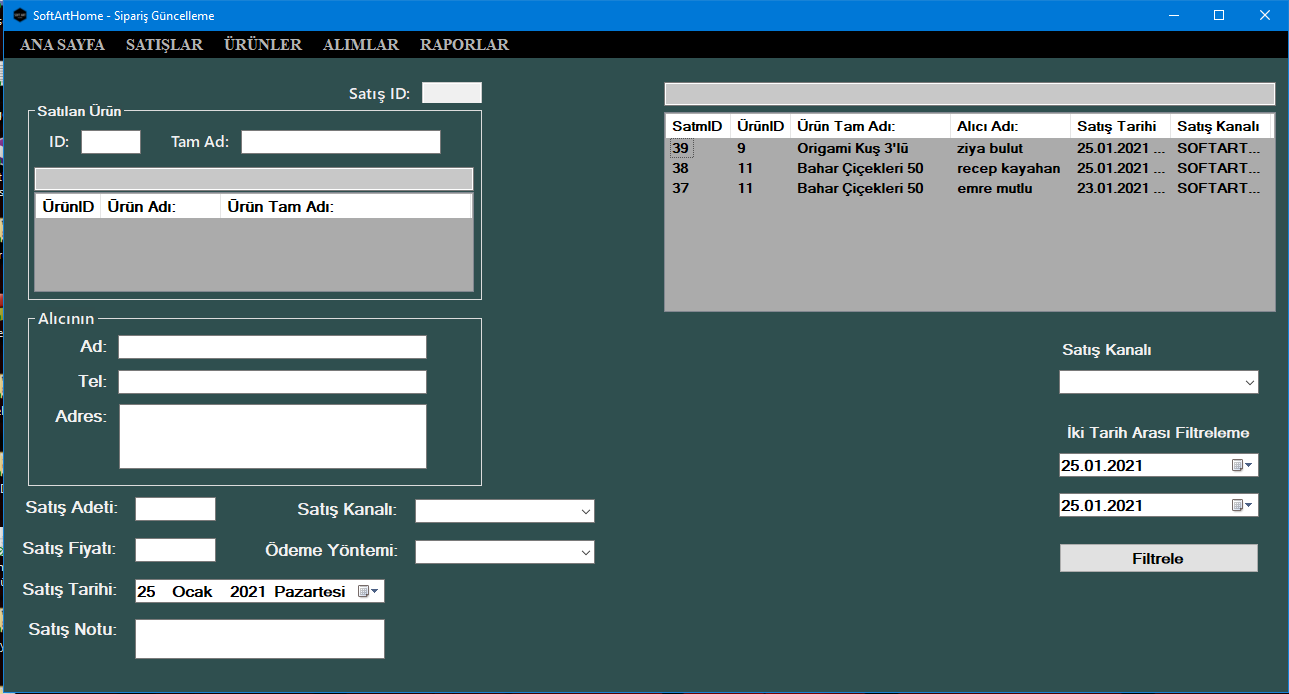 SoftArtHome - Sipariş Güncelleme
ANA SAYFA SATIŞLAR ÜRÜNLER ALIMLAR RAPORLAR
Satış ID:
Satılan Ürün
ID: Tam Ad:
ÜrünID Ürün Adı: Ürün Tam Adı:
Alıcının
Ad:
Tel:
Adres:
Satış Adeti: Satış Kanalı:
Satış Fiyatı: Ödeme Yöntemi:
Satış Tarihi: 25 Ocak 2021 Pazartesi
Satış Notu:
SatmID ÜrünID Ürün Tam Adı: Alıcı Adı: Satış Tarihi Satış Kanalı
39 9 Origami Kuş 3'lü ziya bulut 25.01.2021 ... SOFTART...
38 11 Bahar Çiçekleri 50 recep kayahan 25.01.2021 ... SOFTART...
37 11 Bahar Çiçekleri 50 emre mutlu 23.01.2021 ... SOFTART...
Satış Kanalı
İki Tarih Arası Filtreleme
25.01.2021
25.01.2021
Filtrele